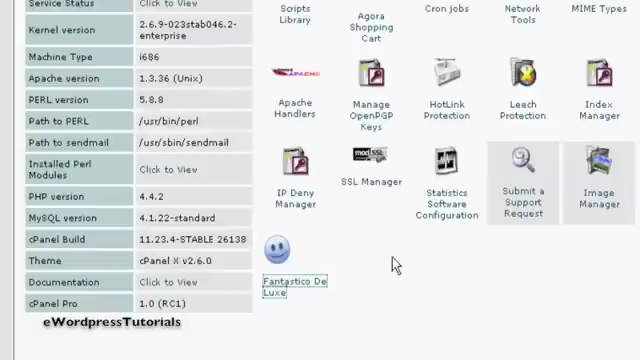 Service Status Click to View
Kernel version 2.6.9-023stab046.2-
enterprise
Machine Type i686
Apache version 1.3.36 (Unix)
PERL version 5.8.8
Path to PERL /usr/bin/perl
Path to sendmail /usr/sbin/sendmail
Installed Perl
Modules Click to View
PHP version 4.4.2
MySQL version 4.1.22-standard
cPanel Build 11.23.4-STABLE 26138
Theme cPanel X v2.6.0
Documentation Click to View
cPanel Pro 1.0 (RC1)
eWordpressTutorials
Scripts
Library
Agora
Shopping
Cart
Cron jobs
Network
Tools
MIME Types
APACHE
Apache
Handlers
Manage
OpenPGP
Keys
HotLink
Protection
Leech
Protection
Index
Manager
IP Deny
Manager
mod SSL
SSL Manager
Statistics
Software
Configuration
Submit a
Support
Request
Image
Manager
Fantastico De
Luxe